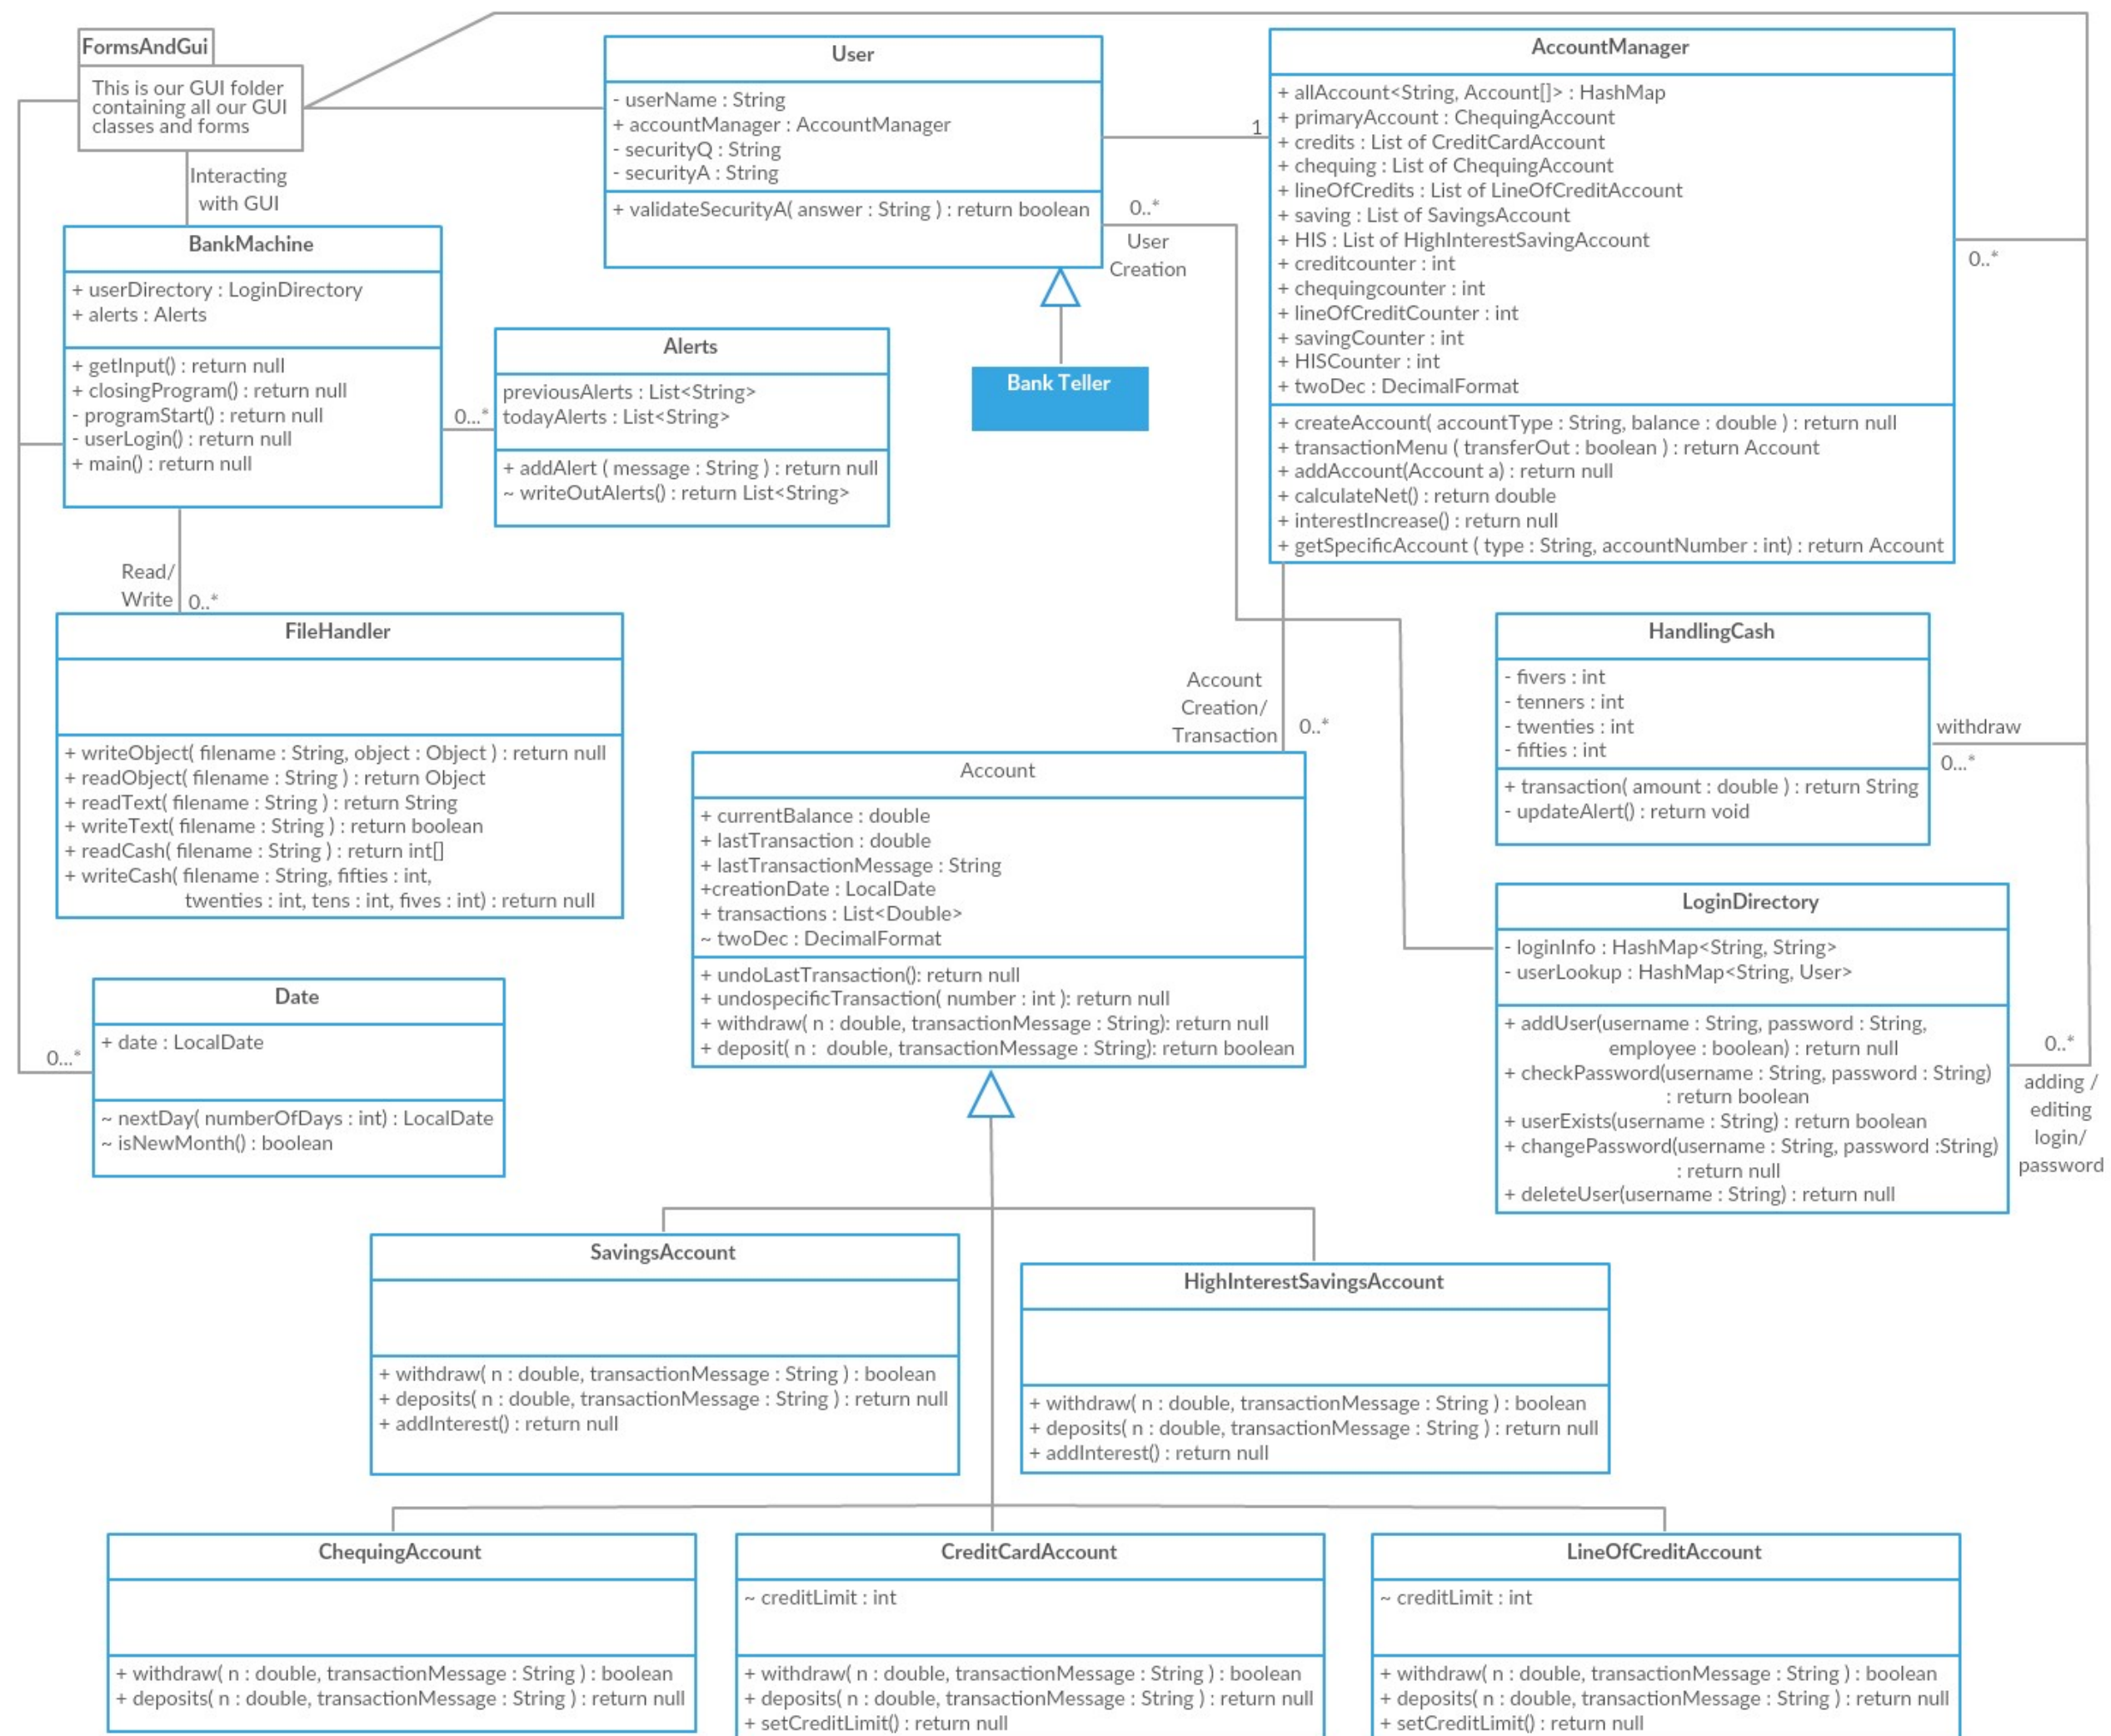 FormsAndGui
This is our GUI folder
containing all our GUI
classes and forms
Interacting
with GUI
User
- userName : String
+ accountManager : AccountManager
- securityQ : String
- securityA : String
+ validateSecurityA( answer : String ) : return boolean
1
0..*
User
Creation
AccountManager
+ allAccount<String, Account[]> : HashMap
+ primaryAccount : ChequingAccount
+ credits : List of CreditCardAccount
+ chequing : List of ChequingAccount
+ lineOfCredits : List of LineOfCreditAccount
+ saving : List of SavingsAccount
+ HIS : List of HighInterestSavingAccount
+ creditcounter : int
+ chequingcounter : int
+ lineOfCreditCounter : int
+ savingCounter : int
+ HISCounter : int
+ twoDec : DecimalFormat
+ createAccount( accountType : String, balance : double ) : return null
+ transactionMenu ( transferOut : boolean ) : return Account
+ addAccount(Account a) : return null
+ calculateNet() : return double
+ interestIncrease() : return null
+ getSpecificAccount ( type : String, accountNumber : int) : return Account
0..*
BankMachine
+ userDirectory : LoginDirectory
+ alerts : Alerts
+ getInput() : return null
+ closingProgram() : return null
- programStart() : return null
- userLogin() : return null
+ main() : return null
0...*
Alerts
previousAlerts : List<String>
todayAlerts : List<String>
+ addAlert ( message : String ) : return null
~ writeOutAlerts() : return List<String>
Bank Teller
Read/
Write
0..*
FileHandler
+ writeObject( filename : String, object : Object ) : return null
+ readObject( filename : String ) : return Object
+ readText( filename : String ) : return String
+ writeText( filename : String ) : return boolean
+ readCash( filename : String ) : return int[]
+ writeCash( filename : String, fifties : int,
twenties : int, tens : int, fives : int) : return null
Account
Creation/
Transaction
0..*
HandlingCash
- fivers : int
- tenners : int
- twenties : int
- fifties : int
+ transaction( amount : double ) : return String
- updateAlert() : return void
withdraw
0...*
Account
+ currentBalance : double
+ lastTransaction : double
+ lastTransactionMessage : String
+creationDate : LocalDate
+ transactions : List<Double>
~ twoDec : DecimalFormat
+ undoLastTransaction(): return null
+ undospecificTransaction( number : int ): return null
+ withdraw( n : double, transactionMessage : String): return null
+ deposit( n :  double, transactionMessage : String): return boolean
LoginDirectory
- loginInfo : HashMap<String, String>
- userLookup : HashMap<String, User>
+ addUser(username : String, password : String,
employee : boolean) : return null
+ checkPassword(username : String, password : String)
: return boolean
+ userExists(username : String) : return boolean
+ changePassword(username : String, password :String)
: return null
+ deleteUser(username : String) : return null
0..*
adding /
editing
login/
password
0...*
Date
+ date : LocalDate
~ nextDay( numberOfDays : int) : LocalDate
~ isNewMonth() : boolean
SavingsAccount
+ withdraw( n : double, transactionMessage : String ) : boolean
+ deposits( n : double, transactionMessage : String ) : return null
+ addInterest() : return null
HighInterestSavingsAccount
+ withdraw( n : double, transactionMessage : String ) : boolean
+ deposits( n : double, transactionMessage : String ) : return null
+ addInterest() : return null
ChequingAccount
+ withdraw( n : double, transactionMessage : String ) : boolean
+ deposits( n : double, transactionMessage : String ) : return null
CreditCardAccount
~ creditLimit : int
+ withdraw( n : double, transactionMessage : String ) : boolean
+ deposits( n : double, transactionMessage : String ) : return null
+ setCreditLimit() : return null
LineOfCreditAccount
~ creditLimit : int
+ withdraw( n : double, transactionMessage : String ) : boolean
+ deposits( n : double, transactionMessage : String ) : return null
+ setCreditLimit() : return null